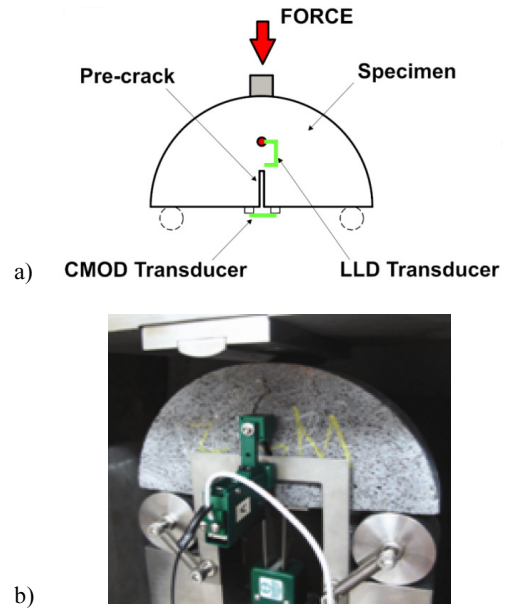 FORCE
Pre-crack
Specimen
a)
CMOD Transducer
LLD Transducer
b)